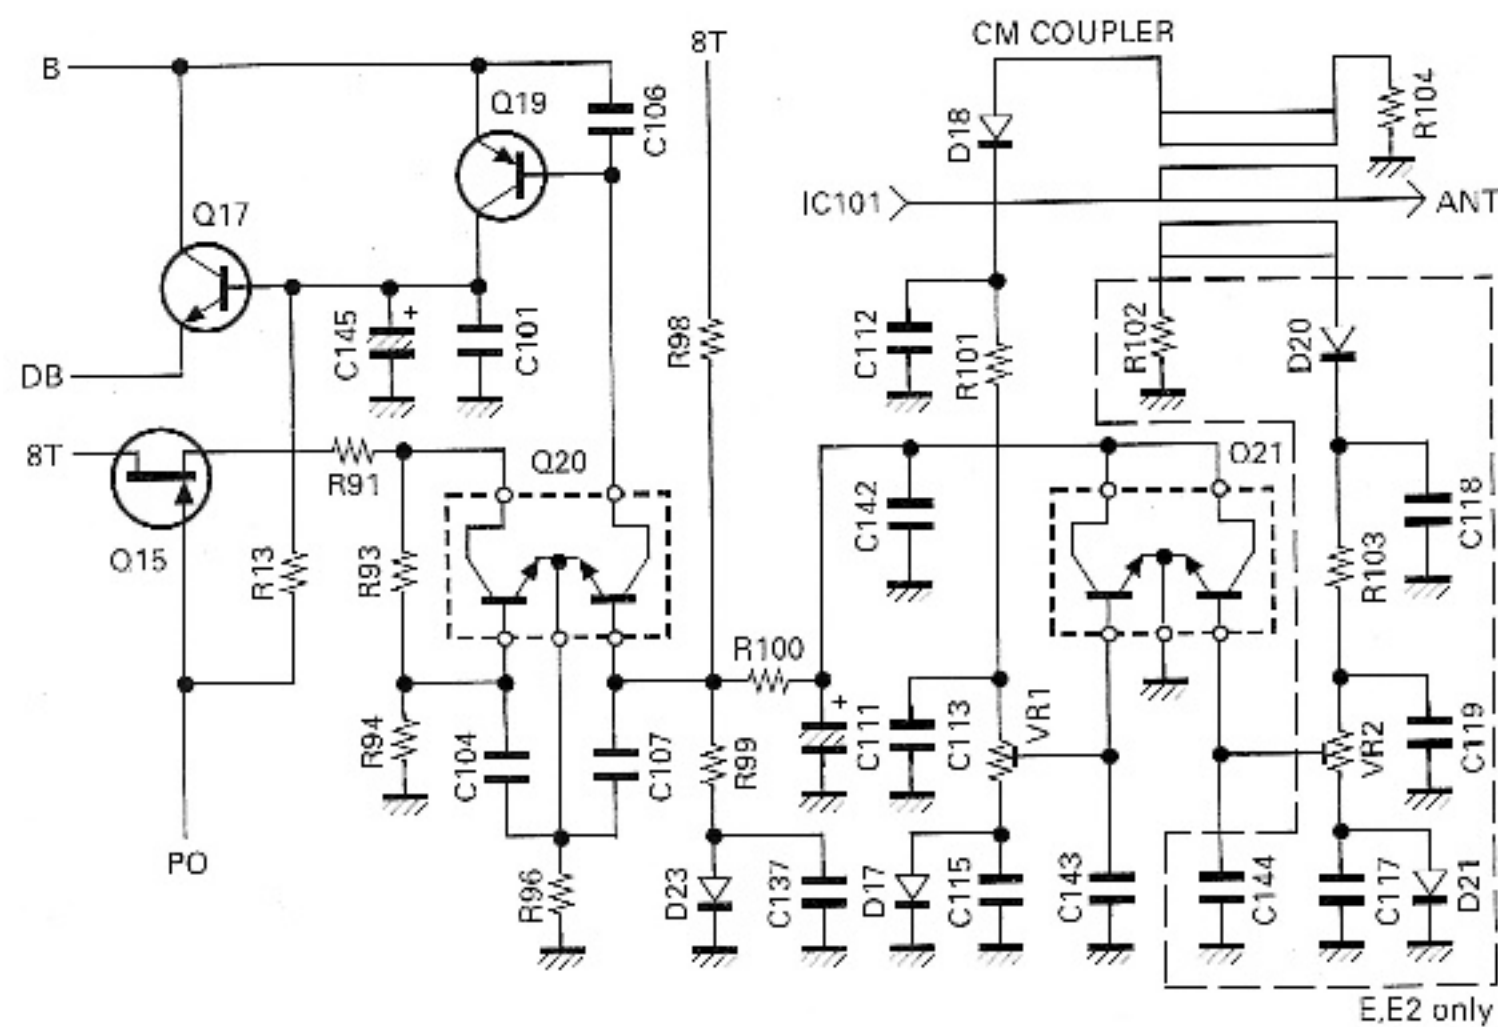 CM COUPLER
8T
B
Q19
C106
D18
R104
IC101
ANT
Q17
C145
+
C101
R98
C112
R101
R102
D20
DB
8T
R91
Q20
Q21
C142
C118
Q15
R13
R93
R103
R100
R94
C104
C107
R99
+
C111
C113
VR1
VR2
C119
PO
R96
D23
C137
D17
C115
C143
C144
C117
D21
E,E2 only